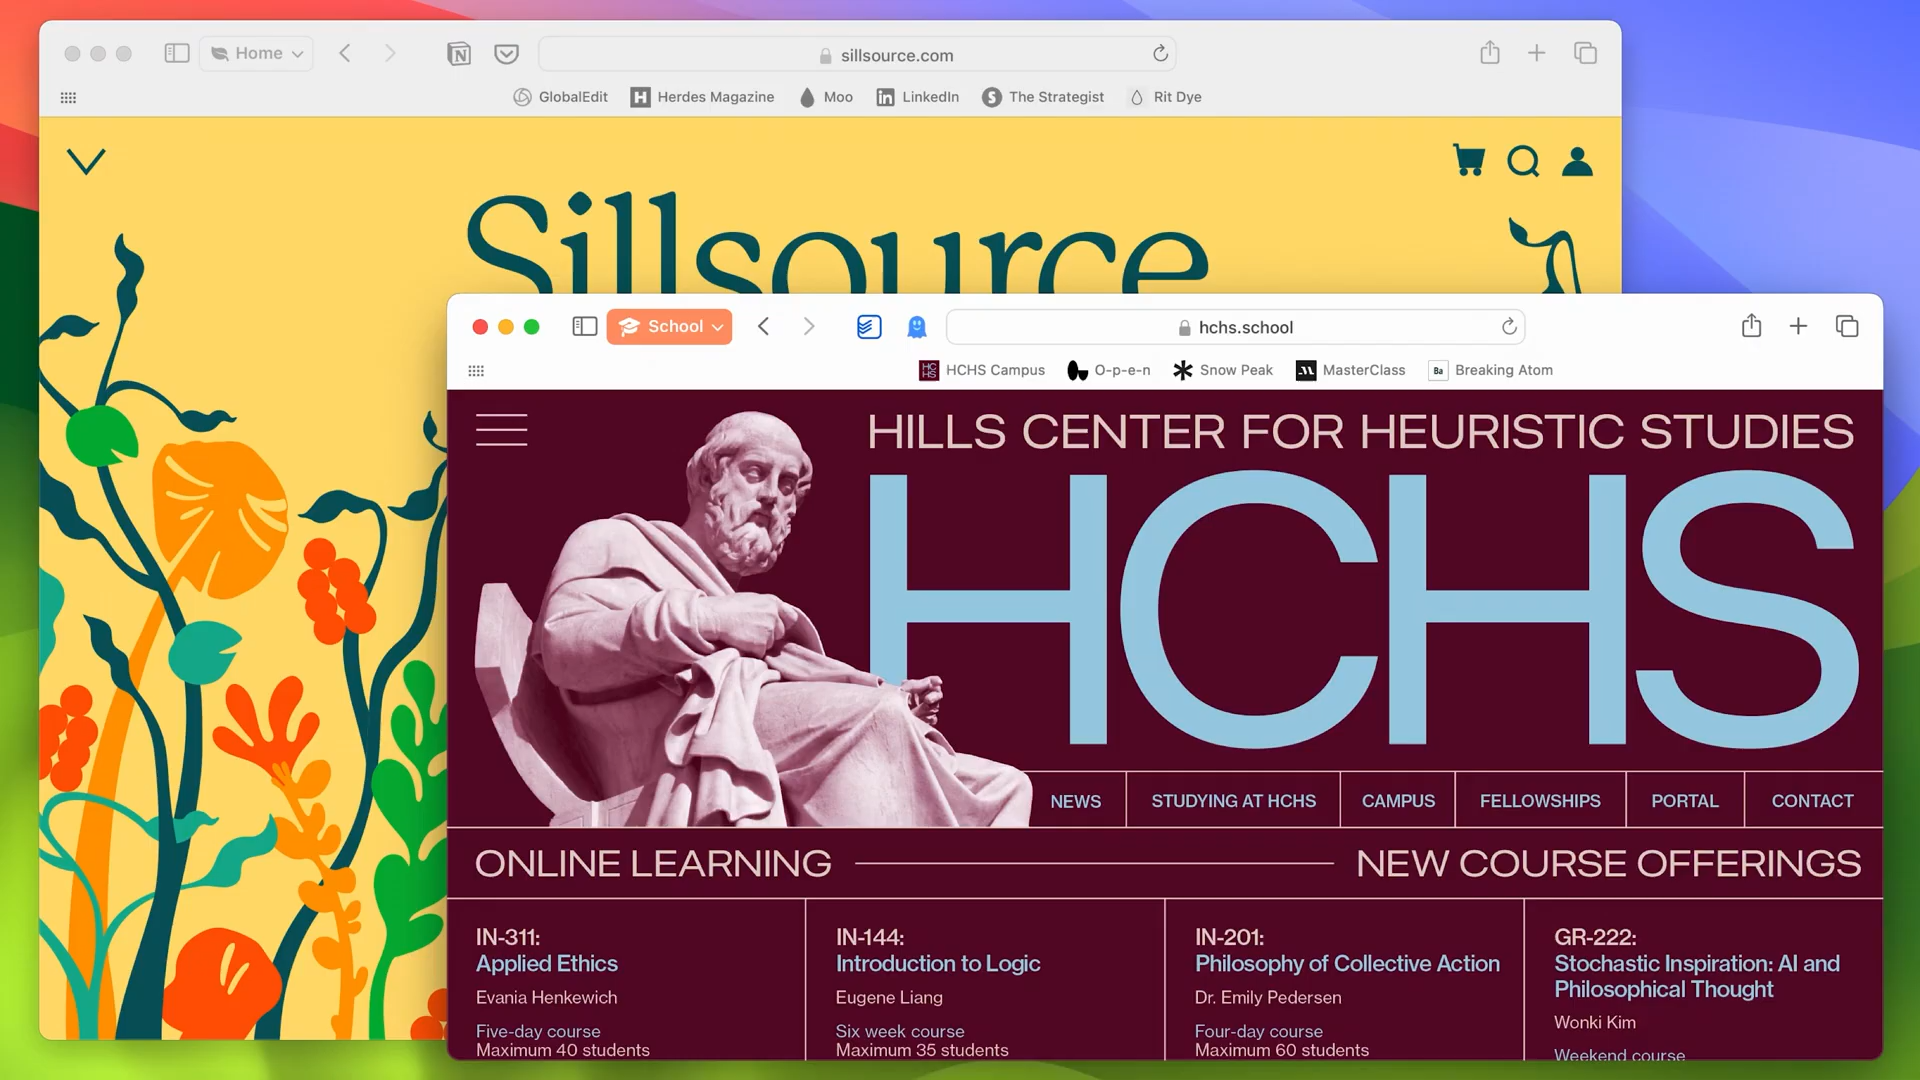 Home
sillsource.com
GlobalEdit
Herdes Magazine
Moo
LinkedIn
The Strategist
Rit Dye
Sillsource
School
hchs.school
HCHS Campus
O-p-e-n
Snow Peak
MasterClass
Ba
Breaking Atom
HILLS CENTER FOR HEURISTIC STUDIES
HCHS
NEWS
STUDYING AT HCHS
CAMPUS
FELLOWSHIPS
PORTAL
CONTACT
ONLINE LEARNING
NEW COURSE OFFERINGS
IN-311:
Applied Ethics
Evania Henkewich
Five-day course
Maximum 40 students
IN-144:
Introduction to Logic
Eugene Liang
Six week course
Maximum 35 students
IN-201:
Philosophy of Collective Action
Dr. Emily Pedersen
Four-day course
Maximum 60 students
GR-222:
Stochastic Inspiration: AI and
Philosophical Thought
Wonki Kim
Weekend course